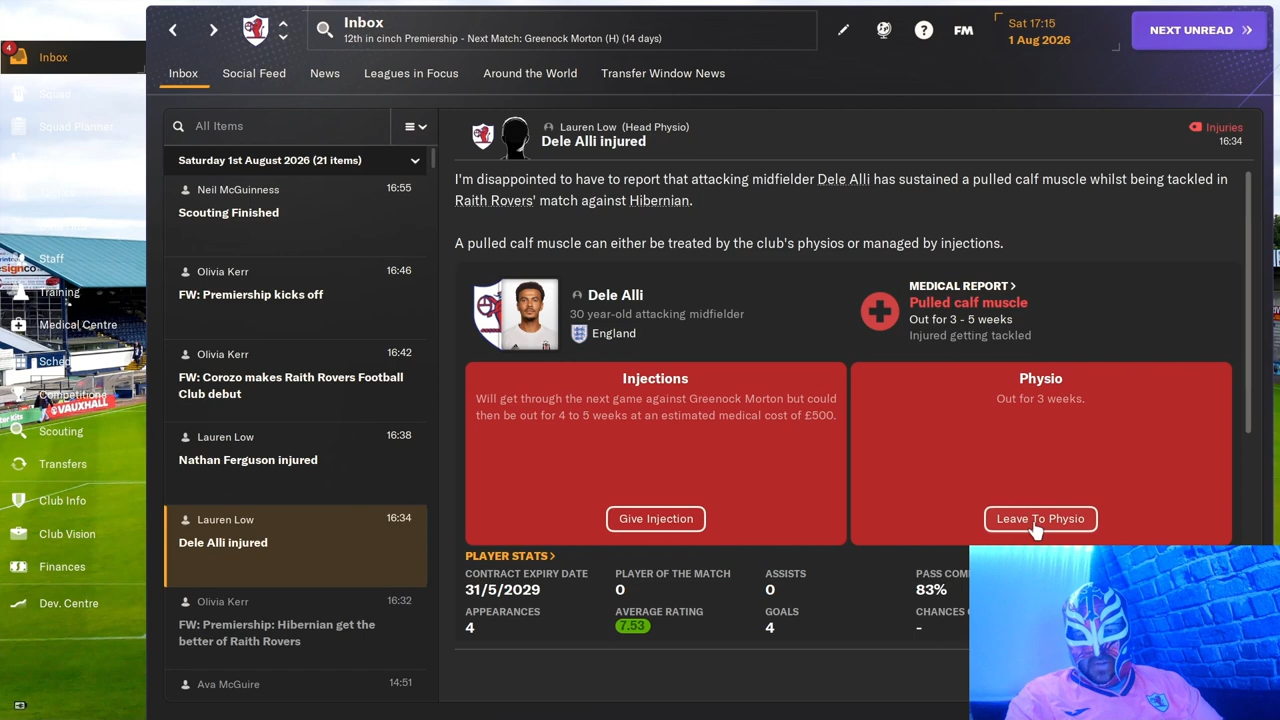 Inbox
12th in cinch Premiership - Next Match: Greenock Morton (H) (14 days)
FM
Sat 17:15
1 Aug 2026
NEXT UNREAD
4
Inbox
Squad
Squad Planner
Staff
Training
Medical Centre
Sched
Competitions
Scouting
Transfers
Club Info
Club Vision
Finances
Dev. Centre
VAUXHALL
Inbox
Social Feed
News
Leagues in Focus
Around the World
Transfer Window News
All Items
Saturday 1st August 2026 (21 items)
Neil McGuinness
16:55
Scouting Finished
Olivia Kerr
16:46
FW: Premiership kicks off
Olivia Kerr
16:42
FW: Corozo makes Raith Rovers Football
Club debut
Lauren Low
16:38
Nathan Ferguson injured
Lauren Low
16:34
Dele Alli injured
Olivia Kerr
16:32
FW: Premiership: Hibernian get the
better of Raith Rovers
Ava McGuire
14:51
Lauren Low (Head Physio)
Dele Alli injured
Injuries
16:34
I'm disappointed to have to report that attacking midfielder Dele Alli has sustained a pulled calf muscle whilst being tackled in
Raith Rovers' match against Hibernian.
A pulled calf muscle can either be treated by the club's physios or managed by injections.
Dele Alli
30 year-old attacking midfielder
England
MEDICAL REPORT >
Pulled calf muscle
Out for 3 - 5 weeks
Injured getting tackled
Injections
Will get through the next game against Greenock Morton but could
then be out for 4 to 5 weeks at an estimated medical cost of £500.
Give Injection
Physio
Out for 3 weeks.
Leave To Physio
PLAYER STATS >
CONTRACT EXPIRY DATE
31/5/2029
PLAYER OF THE MATCH
0
ASSISTS
0
PASS COM
83%
APPEARANCES
4
AVERAGE RATING
7.53
GOALS
4
CHANCES
-